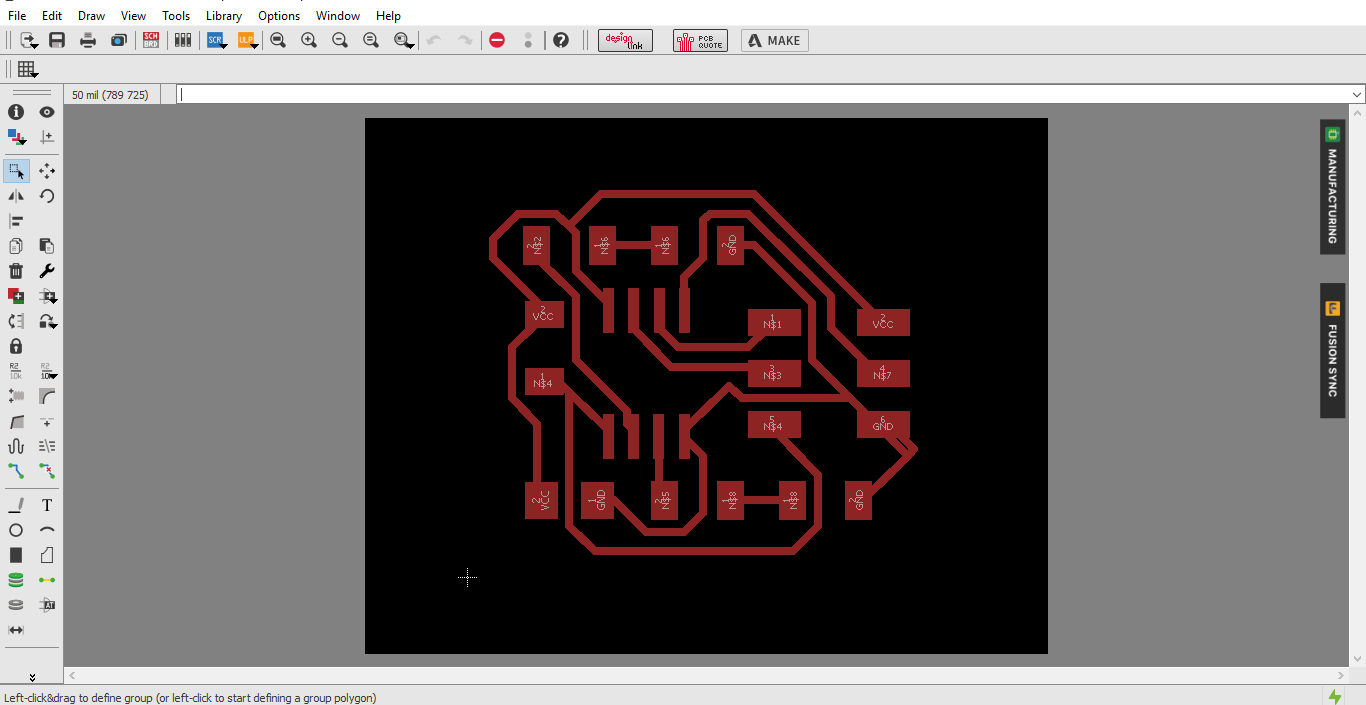 File Edit Draw View Tools Library Options Window Help
SCH BRD SCR ULP design link PCB QUOTE MAKE
50 mil (789 725)
MANUFACTURING
FUSION SYNC
R2 10k R2 10k
T
2 N$2
1 N$6
1 N$6
2 GND
2 VCC
1 N$1
2 VCC
1 N$4
3 N$3
4 N$7
5 N$4
6 GND
2 VCC
1 GND
2 N$5
1 N$8
1 N$8
2 GND
Left-click&drag to define group (or left-click to start defining a group polygon)